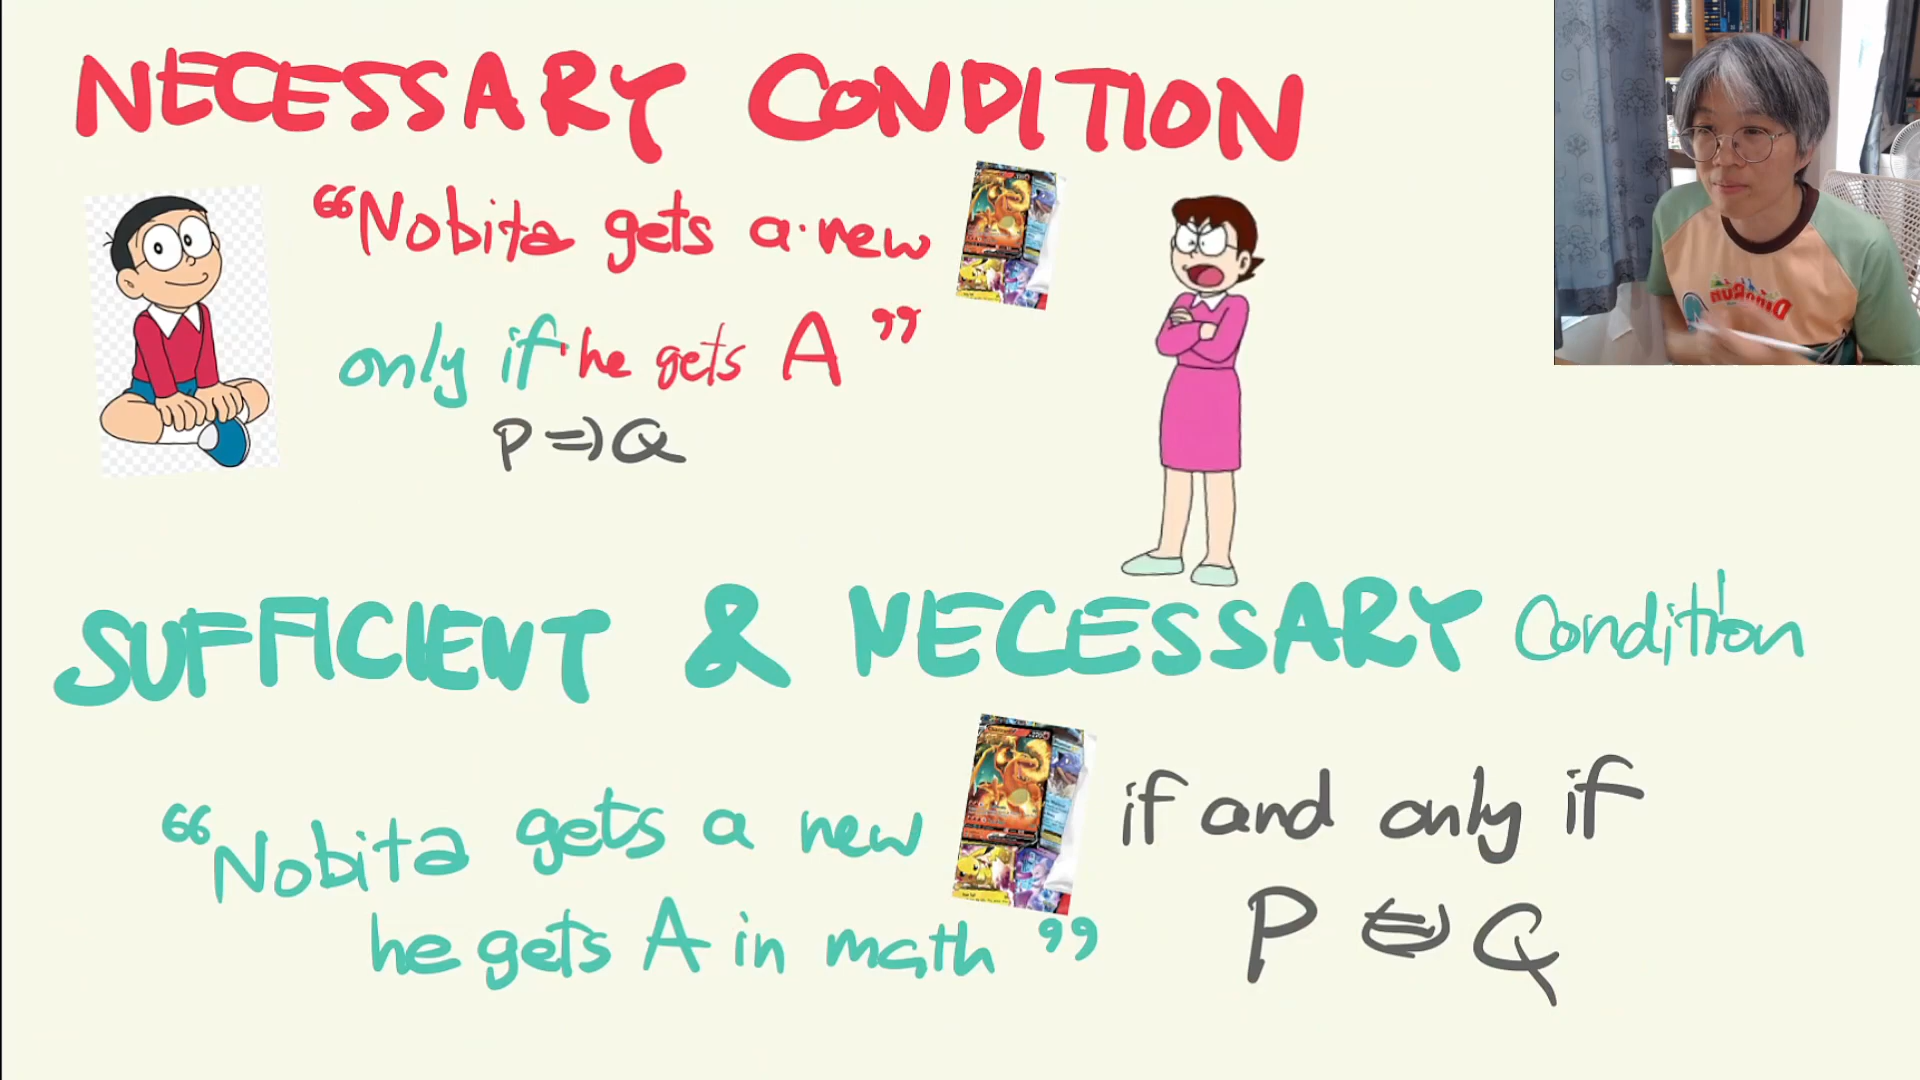 NECESSARY CONDITION
“Nobita gets a new
only if he gets A”
P ⇒ Q
SUFFICIENT & NECESSARY Condition
“Nobita gets a new if and only if
he gets A in math”
P ⇔ Q